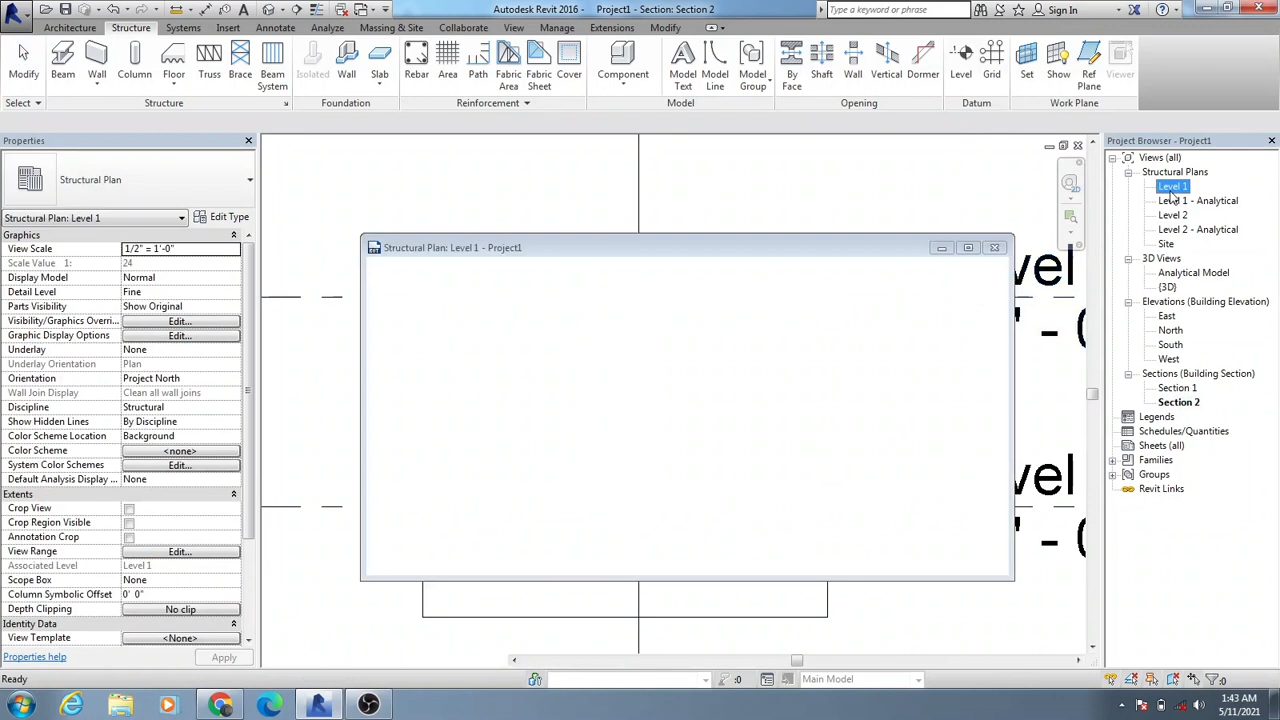 Autodesk Revit 2016 - Project1 - Section: Section 2
Type a keyword or phrase
Sign In
Architecture Structure Systems Insert Annotate Analyze Massing & Site Collaborate View Manage Extensions Modify
Modify Beam Wall Column Floor Truss Brace Beam System Isolated Wall Slab Rebar Area Path Fabric Area Fabric Sheet Cover Component Model Text Model Line Model Group By Face Shaft Wall Vertical Dormer Level Grid Set Show Ref Plane Viewer
Select Structure Foundation Reinforcement Model Opening Datum Work Plane
Properties
Structural Plan
Structural Plan: Level 1 Edit Type
Graphics
View Scale 1/2" = 1'-0"
Scale Value 1: 24
Display Model Normal
Detail Level Fine
Parts Visibility Show Original
Visibility/Graphics Overri... Edit...
Graphic Display Options Edit...
Underlay None
Underlay Orientation Plan
Orientation Project North
Wall Join Display Clean all wall joins
Discipline Structural
Show Hidden Lines By Discipline
Color Scheme Location Background
Color Scheme <none>
System Color Schemes Edit...
Default Analysis Display ... None
Extents
Crop View
Crop Region Visible
Annotation Crop
View Range Edit...
Associated Level Level 1
Scope Box None
Column Symbolic Offset 0' 0"
Depth Clipping No clip
Identity Data
View Template <None>
Properties help Apply
Structural Plan: Level 1 - Project1
vel
" - 0
vel
" - 0
2D
Project Browser - Project1
Views (all)
Structural Plans
Level 1
Level 1 - Analytical
Level 2
Level 2 - Analytical
Site
3D Views
Analytical Model
{3D}
Elevations (Building Elevation)
East
North
South
West
Sections (Building Section)
Section 1
Section 2
Legends
Schedules/Quantities
Sheets (all)
Families
Groups
Revit Links
Ready :0 Main Model :0
1:43 AM
5/11/2021